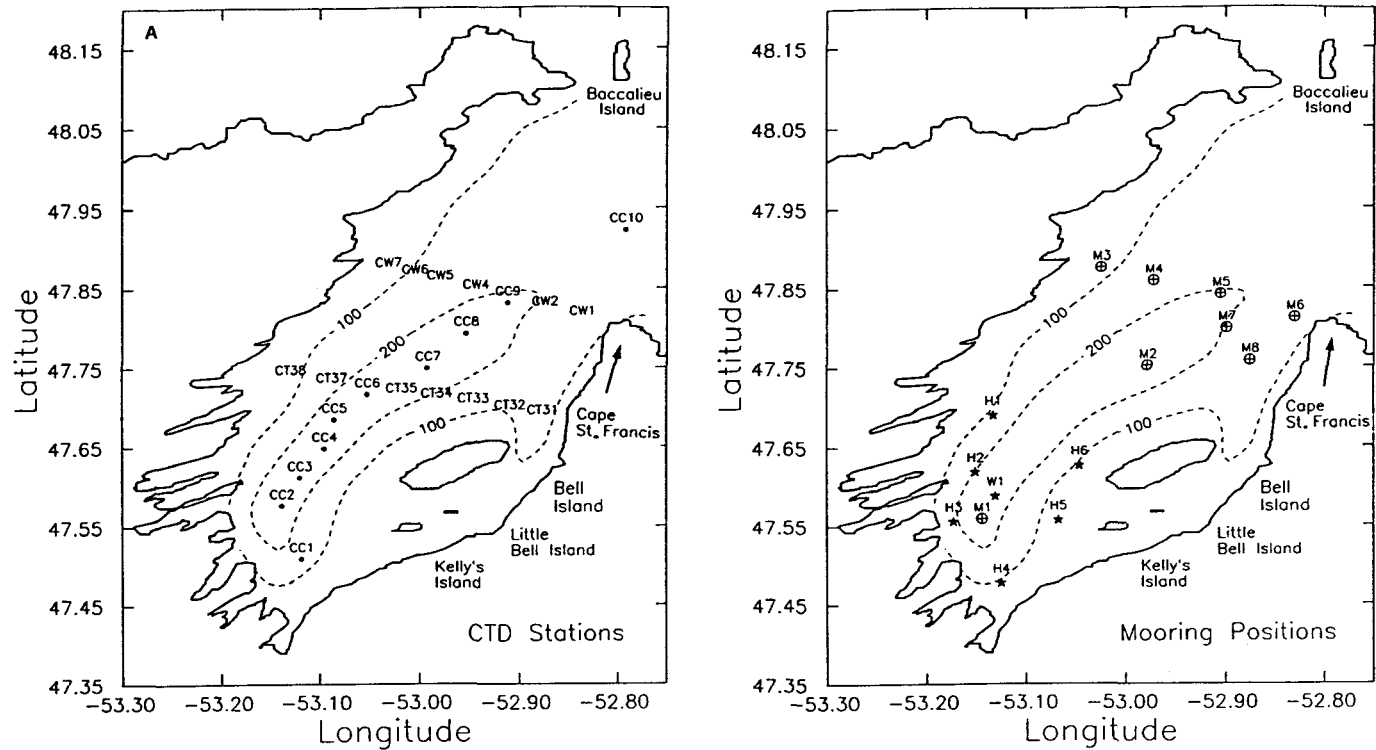 A
48.15
48.05
47.95
47.85
47.75
47.65
47.55
47.45
47.35
Latitude
−53.30
−53.20
−53.10
−53.00
−52.90
−52.80
Longitude
Baccalieu
Island
CC10
CW7
CW6
CW5
CW4
CC9
CW2
CW1
100
200
CC8
CC7
CT38
CT37
CC6
CT35
CT34
CT33
CT32
CT31
CC5
CC4
100
CC3
CC2
CC1
Cape
St. Francis
Bell
Island
Little
Bell Island
Kelly's
Island
CTD Stations
48.15
48.05
47.95
47.85
47.75
47.65
47.55
47.45
47.35
Latitude
−53.30
−53.20
−53.10
−53.00
−52.90
−52.80
Longitude
Baccalieu
Island
M3
M4
M5
M6
M7
M8
M2
100
200
100
H1
H2
W1
H3
M1
H6
H5
H4
Cape
St. Francis
Bell
Island
Little
Bell Island
Kelly's
Island
Mooring Positions